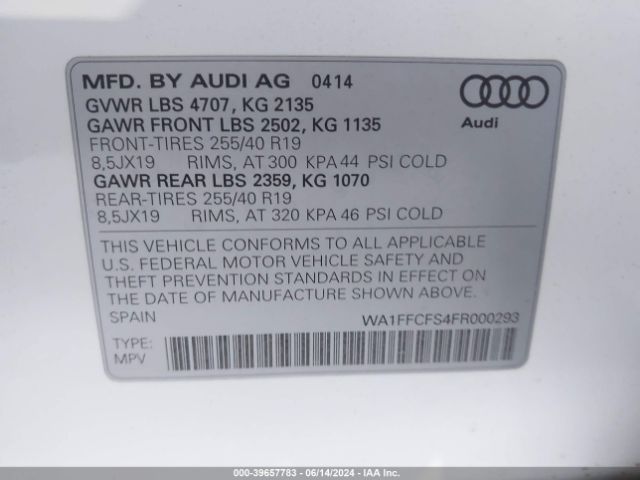 MFD. BY AUDI AG 0414
GVWR LBS 4707, KG 2135
GAWR FRONT LBS 2502, KG 1135
FRONT-TIRES 255/40 R19
8,5JX19 RIMS, AT 300 KPA 44 PSI COLD
GAWR REAR LBS 2359, KG 1070
REAR-TIRES 255/40 R19
8,5JX19 RIMS, AT 320 KPA 46 PSI COLD
Audi
THIS VEHICLE CONFORMS TO ALL APPLICABLE
U.S. FEDERAL MOTOR VEHICLE SAFETY AND
THEFT PREVENTION STANDARDS IN EFFECT ON
THE DATE OF MANUFACTURE SHOWN ABOVE.
SPAIN WA1FFCFS4FR000293
TYPE:
MPV
000-39657783 | 06/14/2024 | IAA Inc.